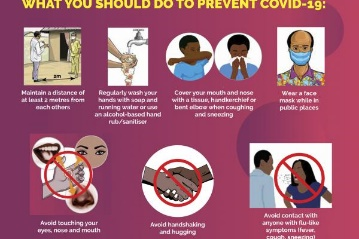 WHAT YOU SHOULD DO TO PREVENT COVID-19:
2m
Maintain a distance of
at least 2 metres from
each others
Regularly wash your
hands with soap and
running water or use
an alcohol-based hand
rub/sanitiser
Cover your mouth and nose
with a tissue, handkerchief or
bent elbow when coughing
and sneezing
Wear a face
mask while in
public places
Avoid touching your
eyes, nose and mouth
Avoid handshaking
and hugging
Avoid contact with
anyone with flu-like
symptoms (fever,
cough, sneezing)